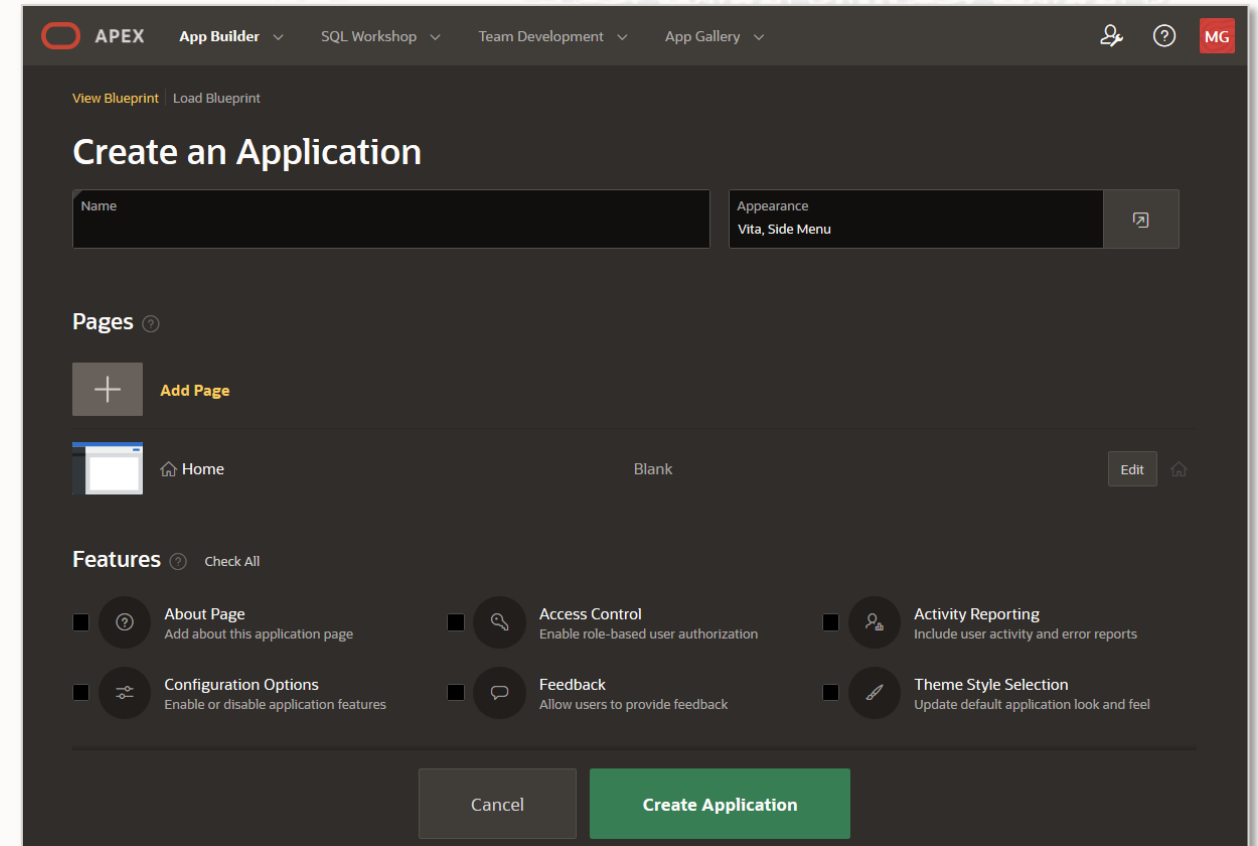 APEX App Builder SQL Workshop Team Development App Gallery MG
View Blueprint Load Blueprint
Create an Application
Name
Appearance
Vita, Side Menu
Pages
Add Page
Home Blank Edit
Features Check All
About Page
Add about this application page
Access Control
Enable role-based user authorization
Activity Reporting
Include user activity and error reports
Configuration Options
Enable or disable application features
Feedback
Allow users to provide feedback
Theme Style Selection
Update default application look and feel
Cancel Create Application